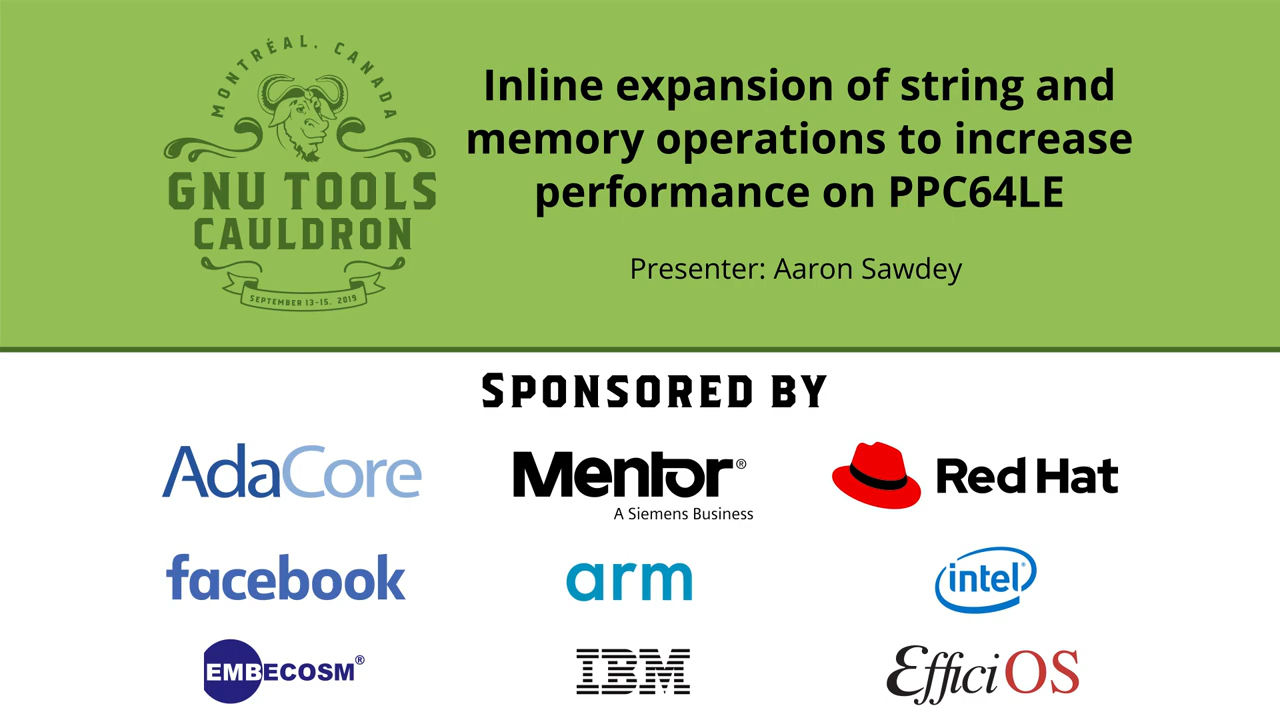 MONTRÉAL, CANADA
GNU TOOLS
CAULDRON
SEPTEMBER 13-15, 2019
Inline expansion of string and
memory operations to increase
performance on PPC64LE
Presenter: Aaron Sawdey
SPONSORED BY
AdaCore
Mentor®
A Siemens Business
Red Hat
facebook
arm
intel®
EMBECOSM®
IBM
EfficiOS